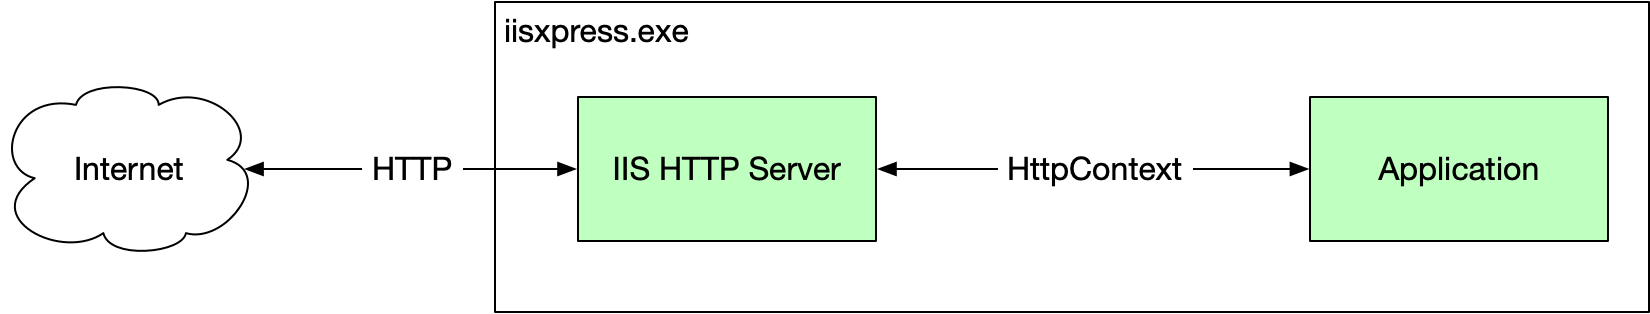 iisxpress.exe
Internet
HTTP
IIS HTTP Server
HttpContext
Application